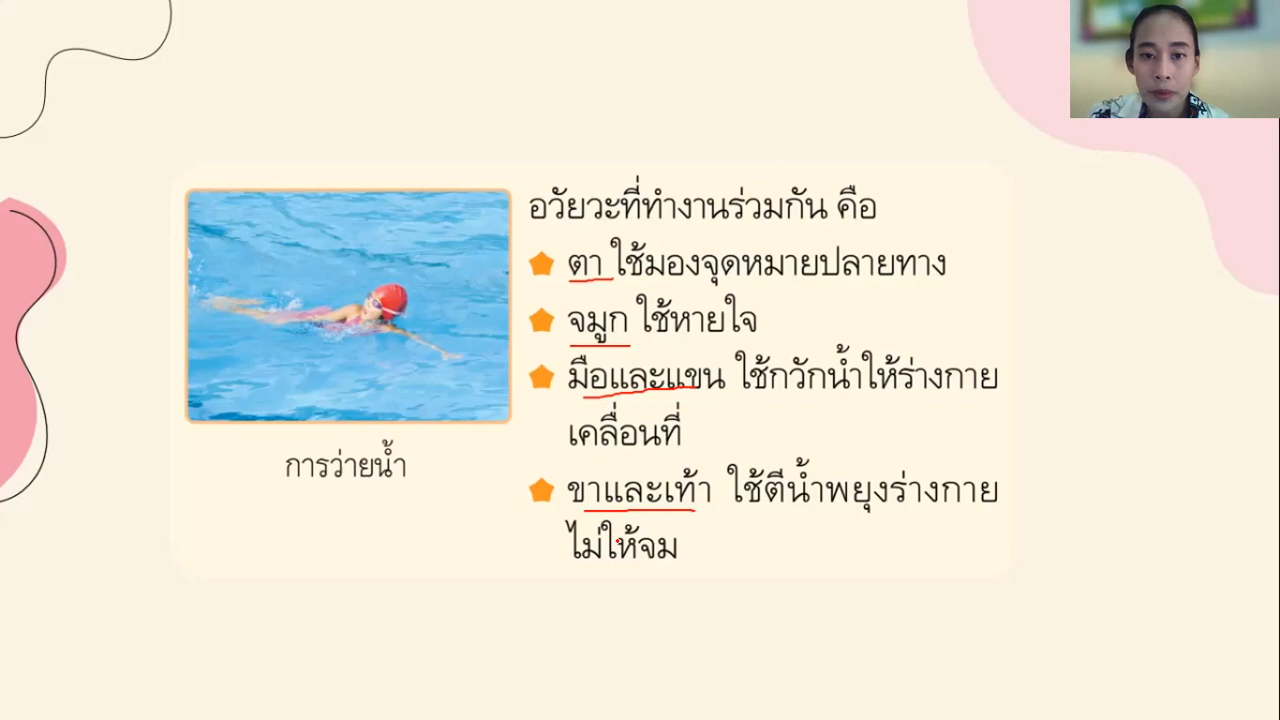 อวัยวะที่ทำงานร่วมกัน คือ
ตา ใช้มองจุดหมายปลายทาง
จมูก ใช้หายใจ
มือและแขน ใช้กวักน้ำให้ร่างกาย
เคลื่อนที่
ขาและเท้า ใช้ตีน้ำพยุงร่างกาย
ไม่ให้จม
การว่ายน้ำ